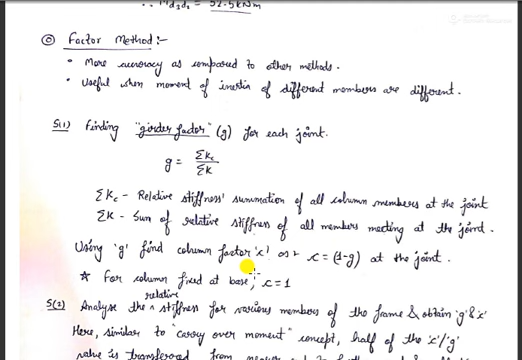 ∴ Md2d2 = 52.5kNm
© Factor Method:-
• More accuracy as compared to other methods.
• Useful when moment of inertia of different members are different.
S(1) Finding "girder factor" (g) for each joint.
g = Σkc / Σk
ΣKc - Relative stiffness' summation of all column members at the joint
ΣK - Sum of relative stiffness of all members meeting at the joint.
Using 'g' find column factor 'x' or x = (1-g) at the joint.
* For column fixed at base, x = 1
relative
S(2) Analyse the stiffness for various members of the frame & obtain 'g' & 'x'
Here, similar to "carry over moment" concept, half of the 'x'/'g'
value is transferred from